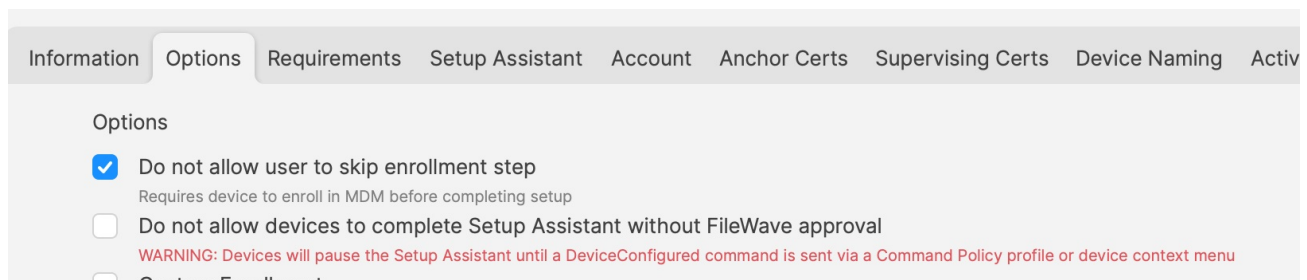 Information Options Requirements Setup Assistant Account Anchor Certs Supervising Certs Device Naming Activ
Options
Do not allow user to skip enrollment step
Requires device to enroll in MDM before completing setup
Do not allow devices to complete Setup Assistant without FileWave approval
WARNING: Devices will pause the Setup Assistant until a DeviceConfigured command is sent via a Command Policy profile or device context menu